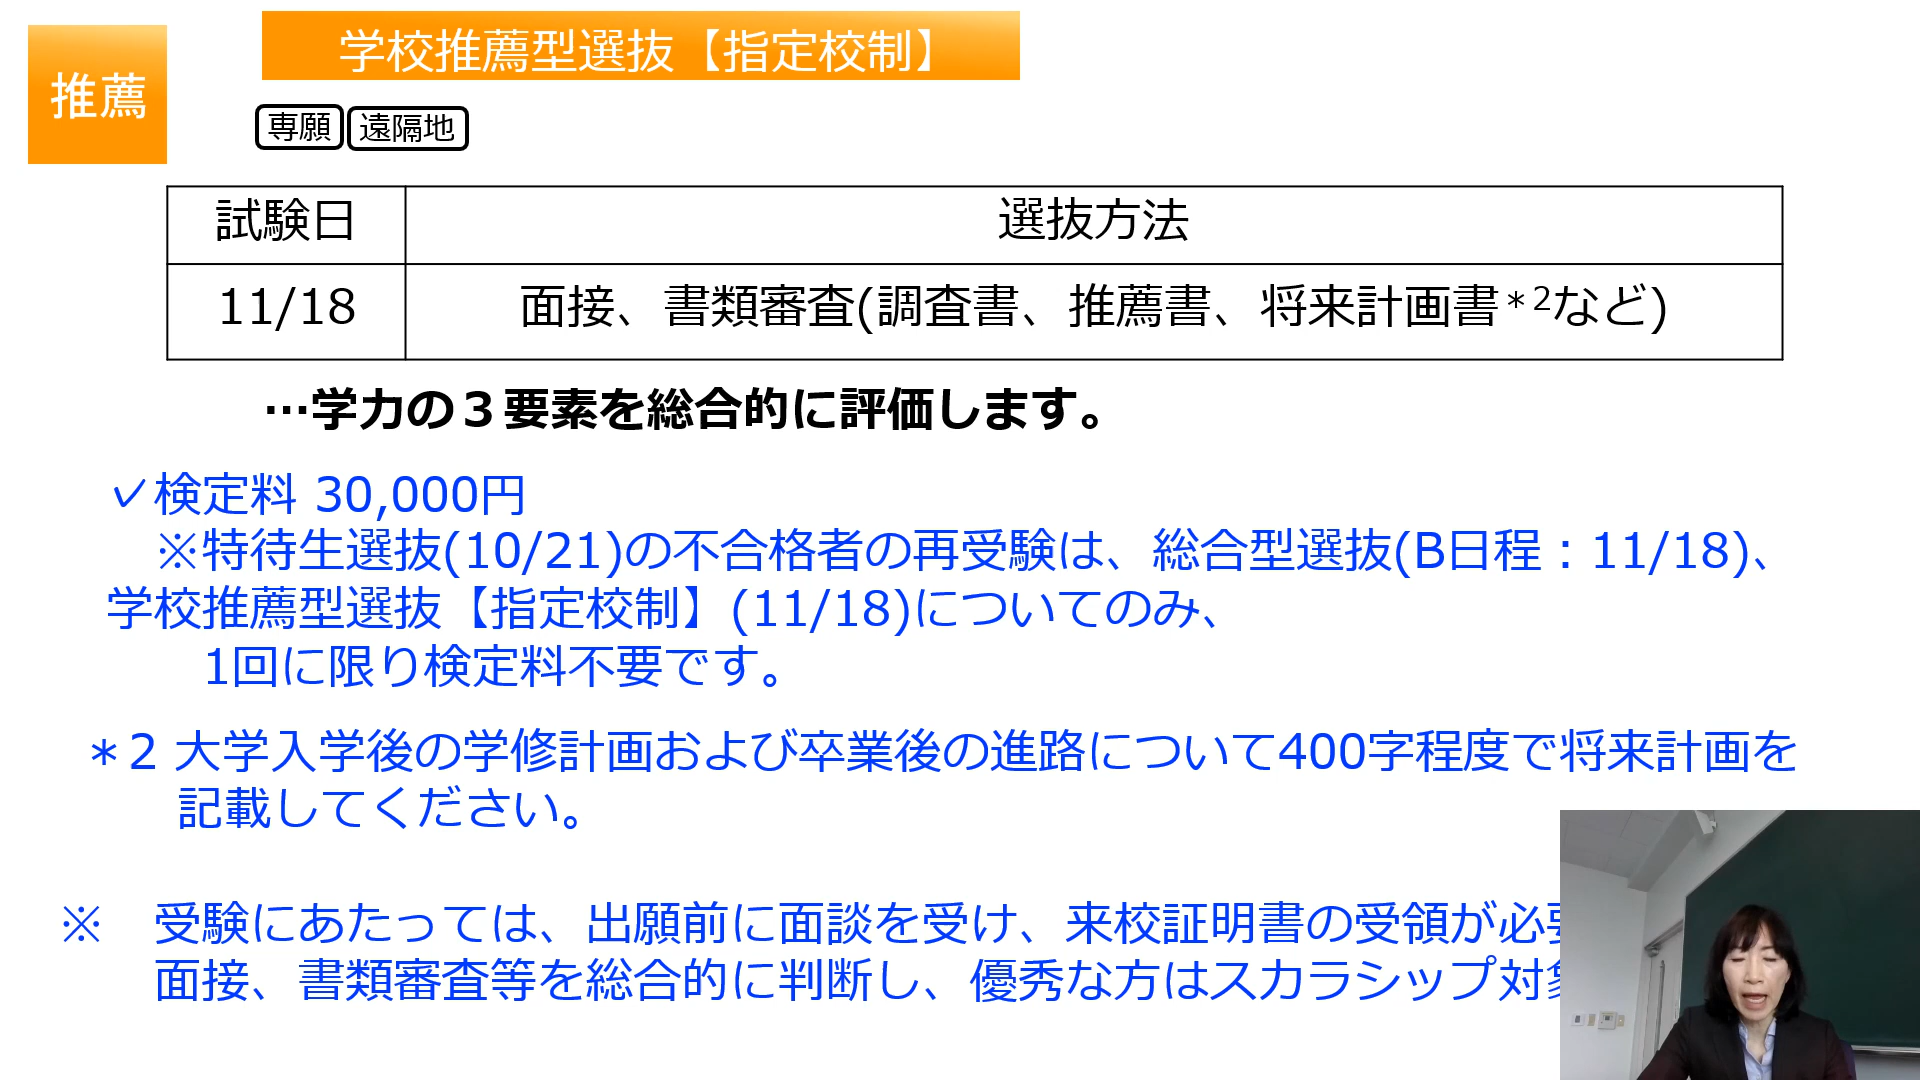 推薦
学校推薦型選抜【指定校制】
専願 遠隔地
試験日 選抜方法
11/18 面接、書類審査(調査書、推薦書、将来計画書＊2など)
…学力の３要素を総合的に評価します。
✓検定料 30,000円
※特待生選抜(10/21)の不合格者の再受験は、総合型選抜(B日程：11/18)、
学校推薦型選抜【指定校制】(11/18)についてのみ、
1回に限り検定料不要です。
＊2 大学入学後の学修計画および卒業後の進路について400字程度で将来計画を
記載してください。
※ 受験にあたっては、出願前に面談を受け、来校証明書の受領が必
面接、書類審査等を総合的に判断し、優秀な方はスカラシップ対